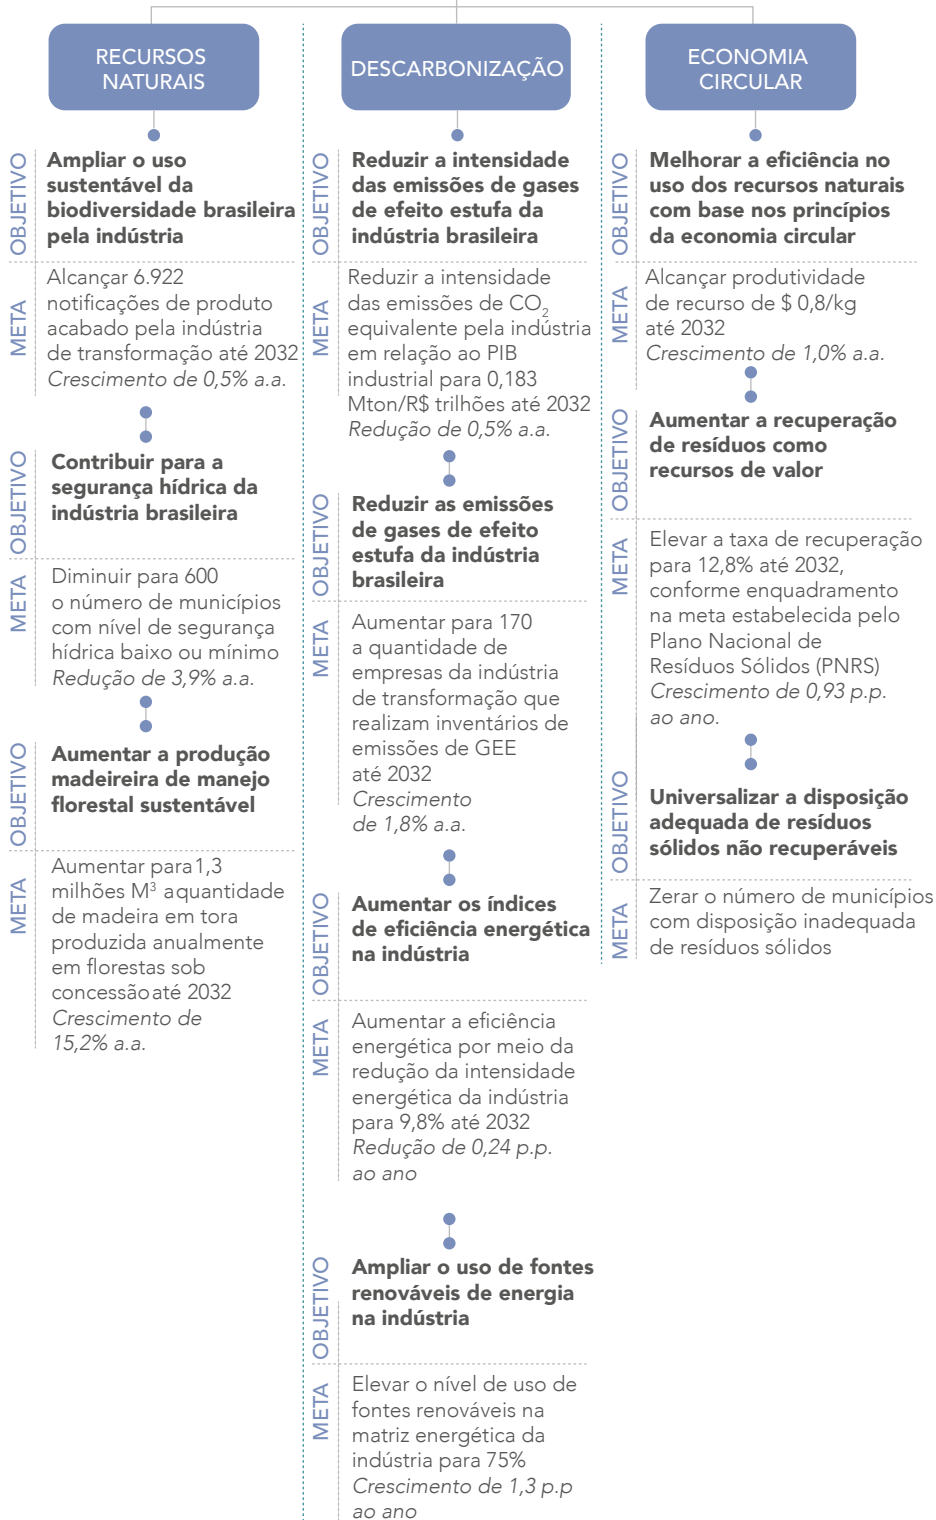 RECURSOS
NATURAIS
OBJETIVO
Ampliar o uso
sustentável da
biodiversidade brasileira
pela indústria
META
Alcançar 6.922
notificações de produto
acabado pela indústria
de transformação até 2032
Crescimento de 0,5% a.a.
OBJETIVO
Contribuir para a
segurança hídrica da
indústria brasileira
META
Diminuir para 600
o número de municípios
com nível de segurança
hídrica baixo ou mínimo
Redução de 3,9% a.a.
OBJETIVO
Aumentar a produção
madeireira de manejo
florestal sustentável
META
Aumentar para 1,3
milhões M³ aquantidade
de madeira em tora
produzida anualmente
em florestas sob
concessão até 2032
Crescimento de
15,2% a.a.
DESCARBONIZAÇÃO
OBJETIVO
Reduzir a intensidade
das emissões de gases
de efeito estufa da
indústria brasileira
META
Reduzir a intensidade
das emissões de CO₂
equivalente pela indústria
em relação ao PIB
industrial para 0,183
Mton/R$ trilhões até 2032
Redução de 0,5% a.a.
OBJETIVO
Reduzir as emissões
de gases de efeito
estufa da indústria
brasileira
META
Aumentar para 170
a quantidade de
empresas da indústria
de transformação que
realizam inventários de
emissões de GEE
até 2032
Crescimento
de 1,8% a.a.
OBJETIVO
Aumentar os índices
de eficiência energética
na indústria
META
Aumentar a eficiência
energética por meio da
redução da intensidade
energética da indústria
para 9,8% até 2032
Redução de 0,24 p.p.
ao ano
OBJETIVO
Ampliar o uso de fontes
renováveis de energia
na indústria
META
Elevar o nível de uso de
fontes renováveis na
matriz energética da
indústria para 75%
Crescimento de 1,3 p.p
ao ano
ECONOMIA
CIRCULAR
OBJETIVO
Melhorar a eficiência no
uso dos recursos naturais
com base nos princípios
da economia circular
META
Alcançar produtividade
de recurso de $ 0,8/kg
até 2032
Crescimento de 1,0% a.a.
OBJETIVO
Aumentar a recuperação
de resíduos como
recursos de valor
META
Elevar a taxa de recuperação
para 12,8% até 2032,
conforme enquadramento
na meta estabelecida pelo
Plano Nacional de
Resíduos Sólidos (PNRS)
Crescimento de 0,93 p.p.
ao ano.
OBJETIVO
Universalizar a disposição
adequada de resíduos
sólidos não recuperáveis
META
Zerar o número de municípios
com disposição inadequada
de resíduos sólidos